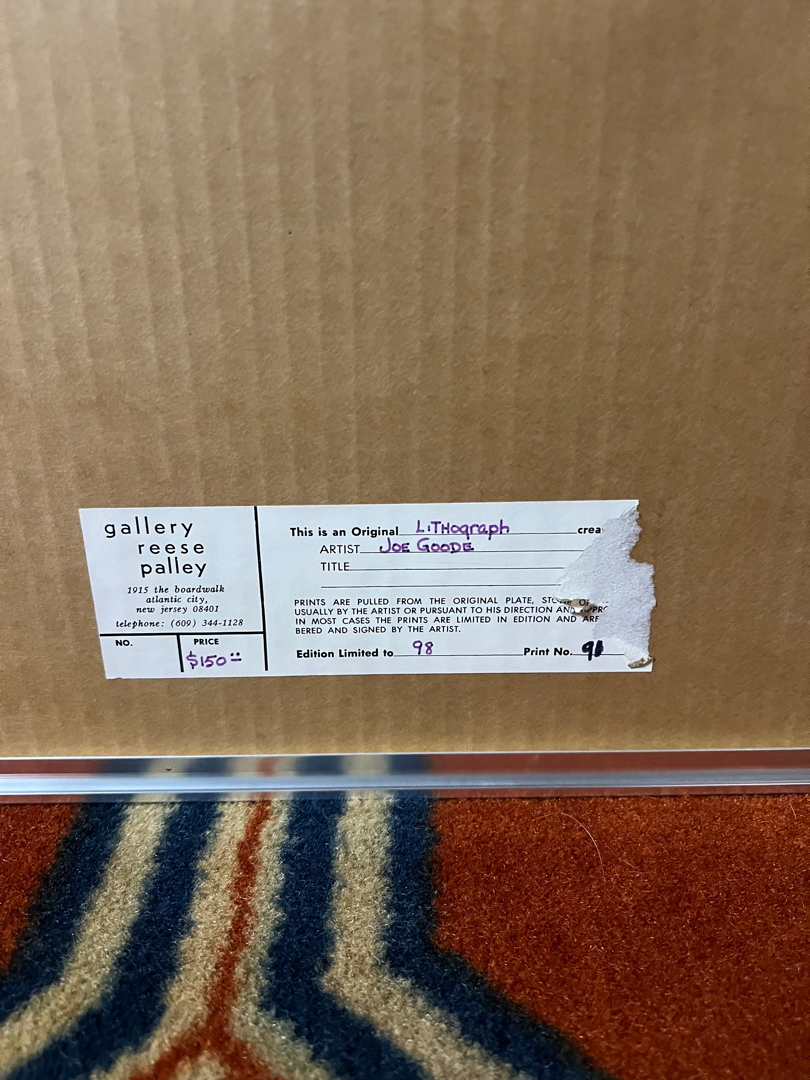 gallery
reese
palley
1915 the boardwalk
atlantic city,
new jersey 08401
telephone: (609) 344-1128
NO.
PRICE
$150
This is an Original LiTHograph crea
ARTIST JOE GOODE
TITLE
PRINTS ARE PULLED FROM THE ORIGINAL PLATE,
USUALLY BY THE ARTIST OR PURSUANT TO HIS DIRECTION AND
IN MOST CASES THE PRINTS ARE LIMITED IN EDITION AND
BERED AND SIGNED BY THE ARTIST.
Edition Limited to 98 Print No. 91